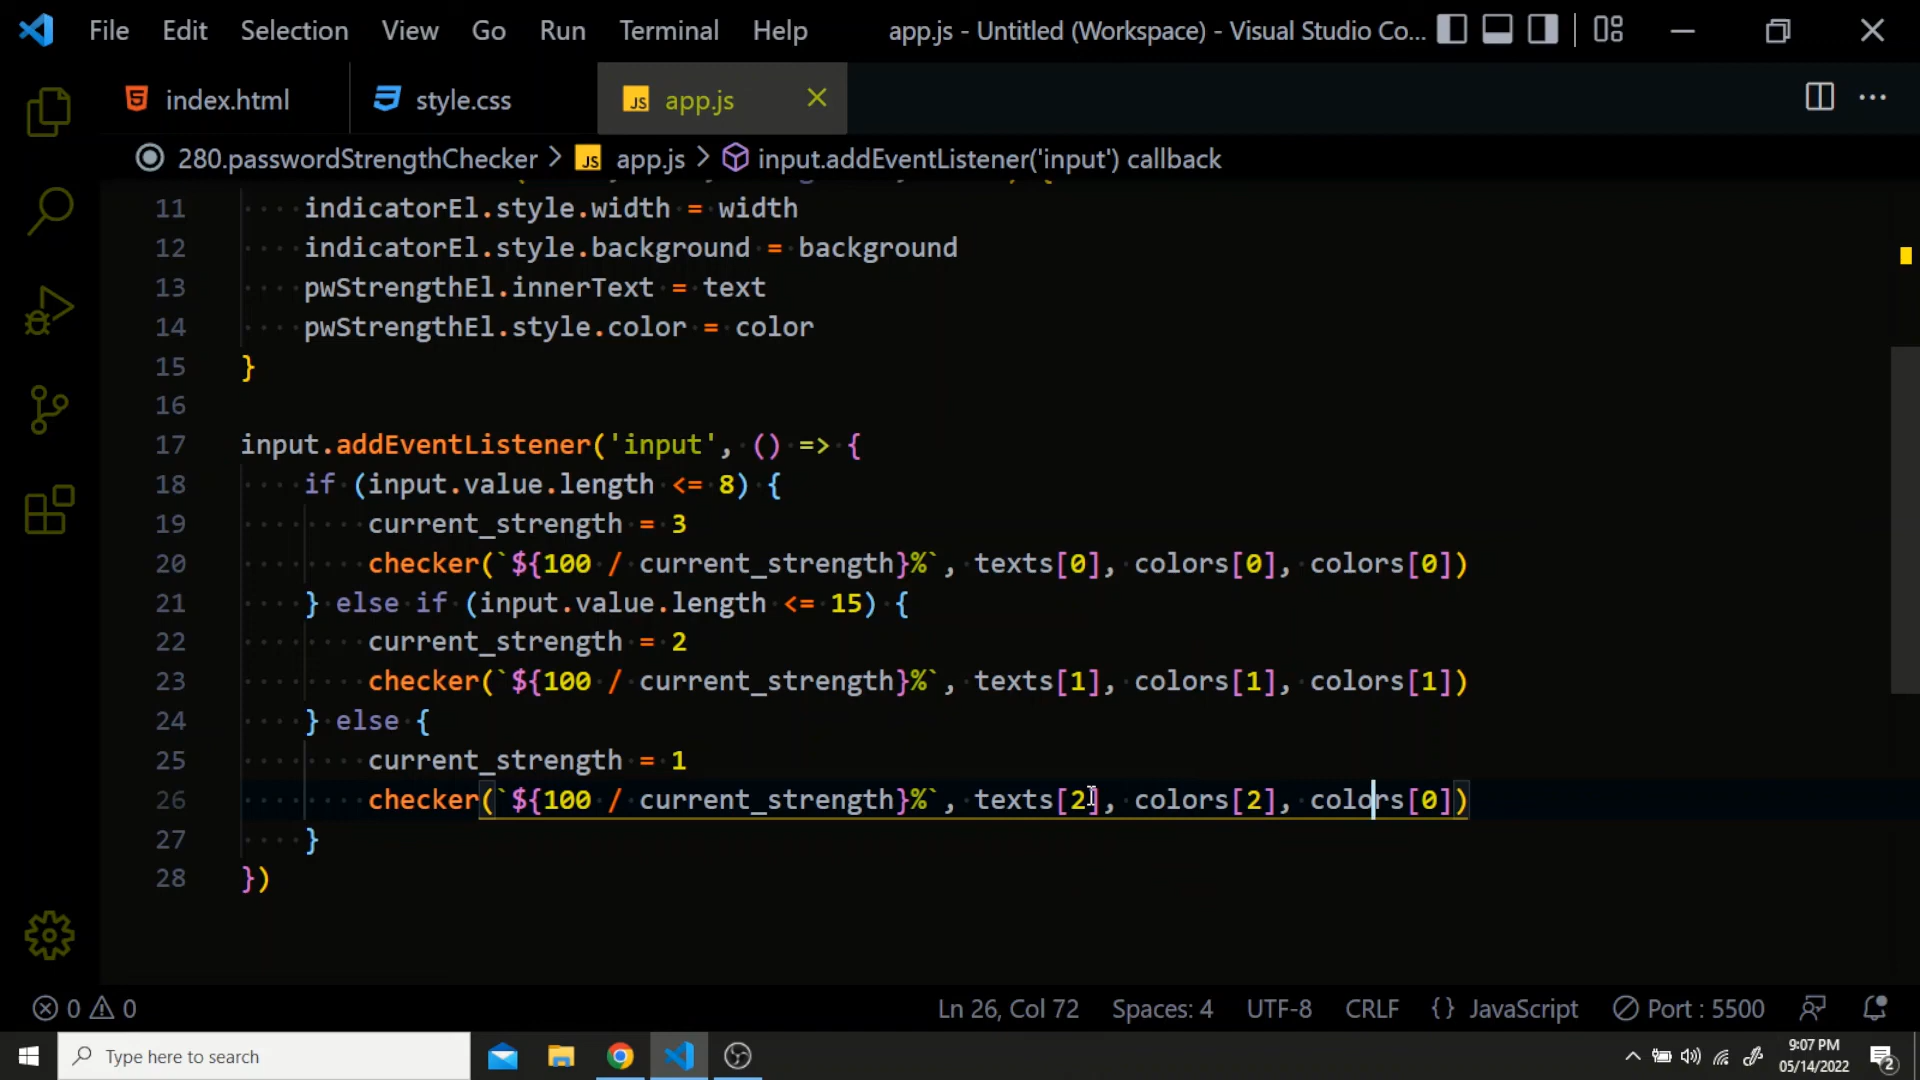 File Edit Selection View Go Run Terminal Help app.js - Untitled (Workspace) - Visual Studio Co...
index.html style.css JS app.js
280.passwordStrengthChecker > JS app.js > input.addEventListener('input') callback
11 indicatorEl.style.width = width
12 indicatorEl.style.background = background
13 pwStrengthEl.innerText = text
14 pwStrengthEl.style.color = color
15 }
16
17 input.addEventListener('input', () => {
18 if (input.value.length <= 8) {
19 current_strength = 3
20 checker(`${100 / current_strength}%`, texts[0], colors[0], colors[0])
21 } else if (input.value.length <= 15) {
22 current_strength = 2
23 checker(`${100 / current_strength}%`, texts[1], colors[1], colors[1])
24 } else {
25 current_strength = 1
26 checker(`${100 / current_strength}%`, texts[2], colors[2], colors[0])
27 }
28 })
0 0 Ln 26, Col 72 Spaces: 4 UTF-8 CRLF {} JavaScript Port : 5500
Type here to search
9:07 PM
05/14/2022
2